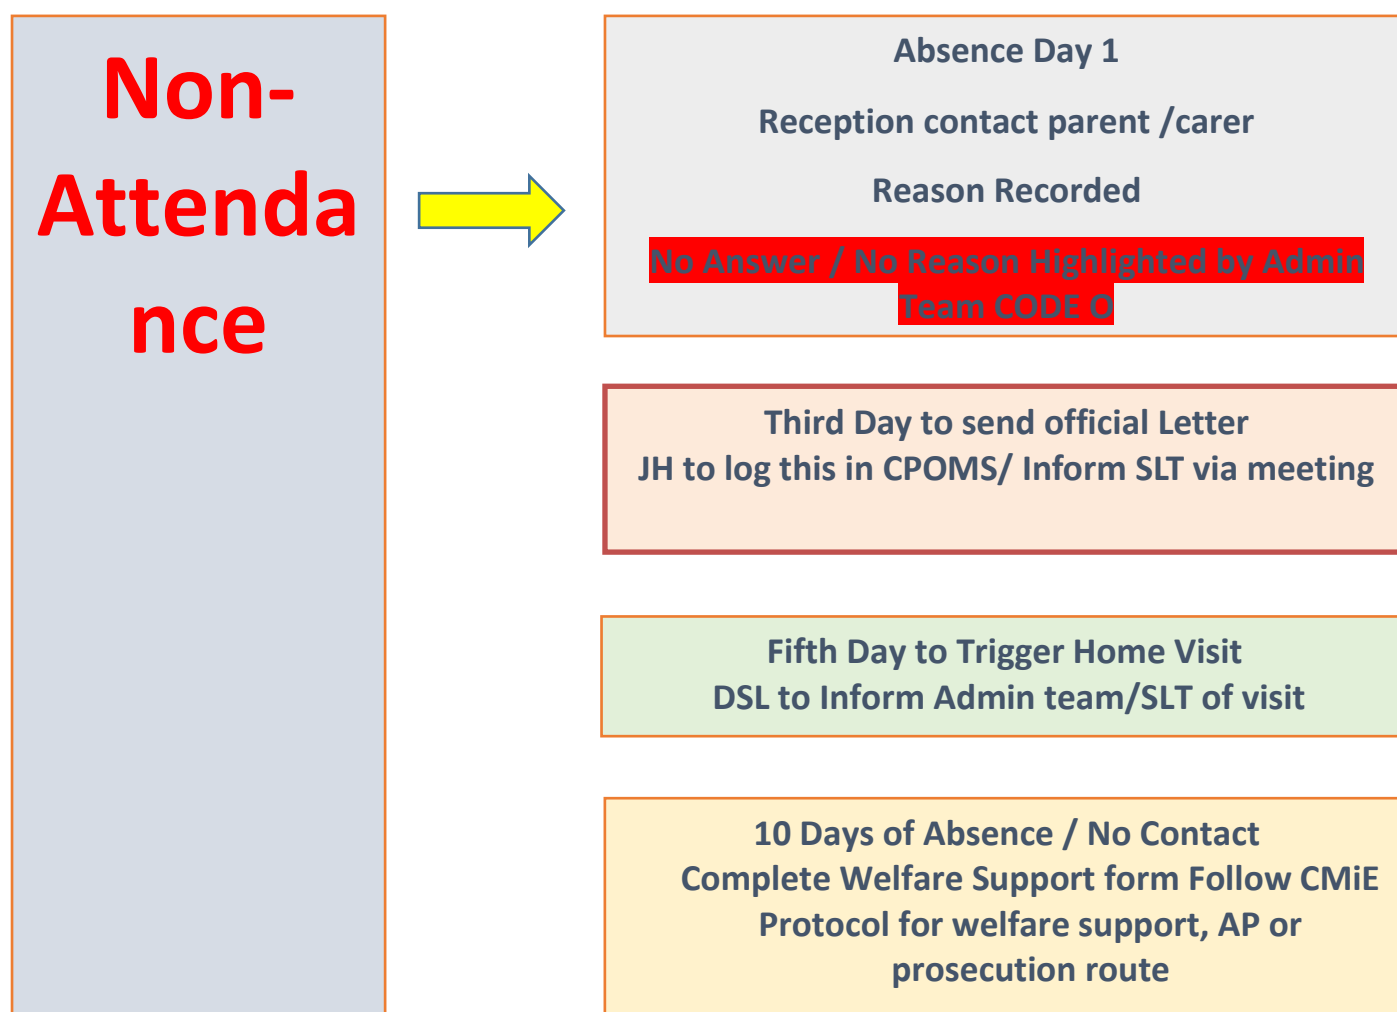 Non-
Attenda
nce
Absence Day 1
Reception contact parent /carer
Reason Recorded
No Answer / No Reason Highlighted by Admin
Team CODE O
Third Day to send official Letter
JH to log this in CPOMS/ Inform SLT via meeting
Fifth Day to Trigger Home Visit
DSL to Inform Admin team/SLT of visit
10 Days of Absence / No Contact
Complete Welfare Support form Follow CMiE
Protocol for welfare support, AP or
prosecution route